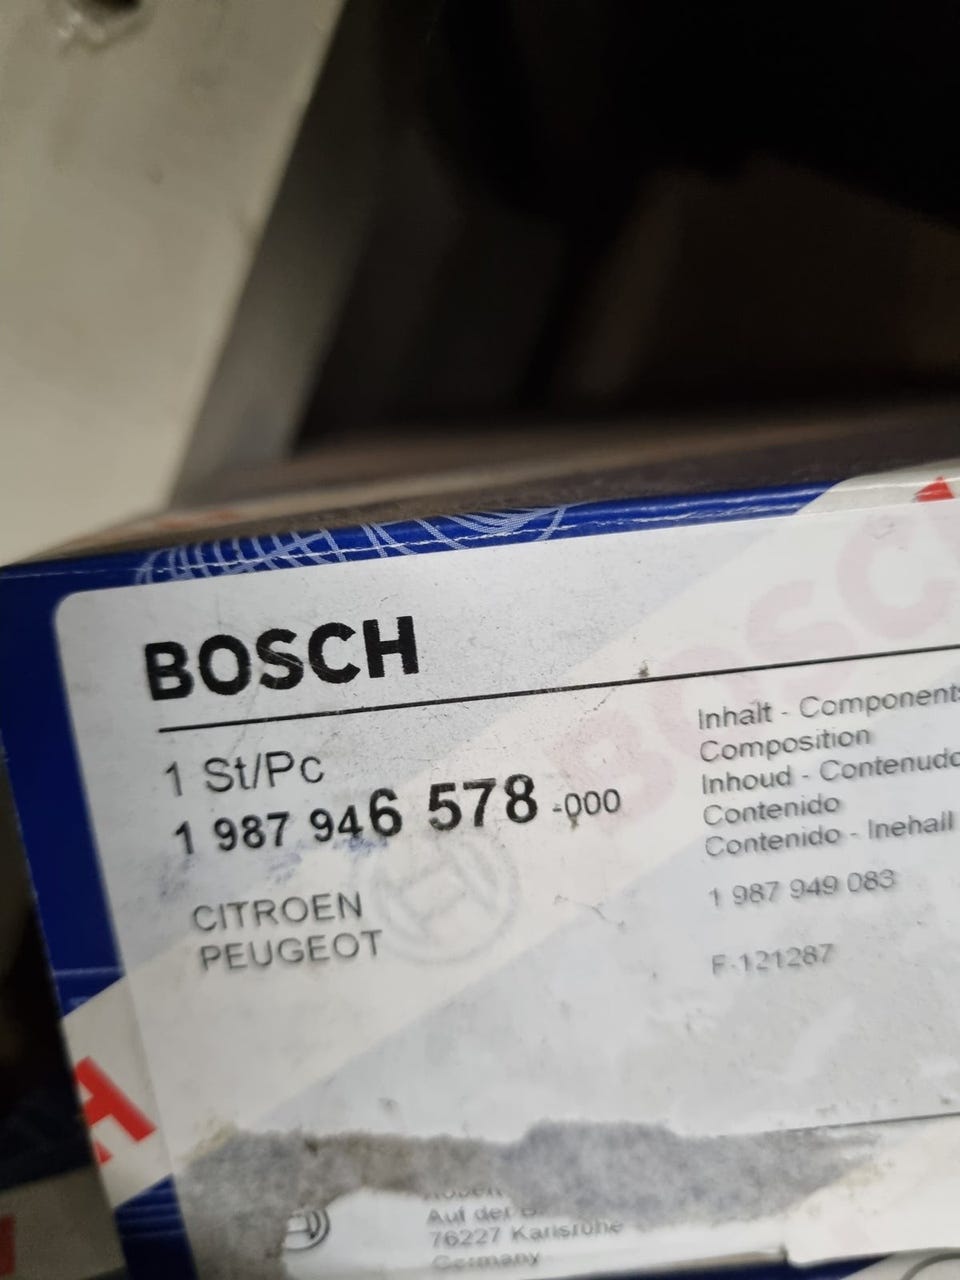 BOSCH
1 St/Pc
1 987 946 578 -000
CITROEN
PEUGEOT
Inhalt - Components
Composition
Inhoud - Contenudo
Contenido
Contenido - Inehall
1 987 949 083
F-121287
Auf der
76227 Karlsruhe
Germany
BOSC
H